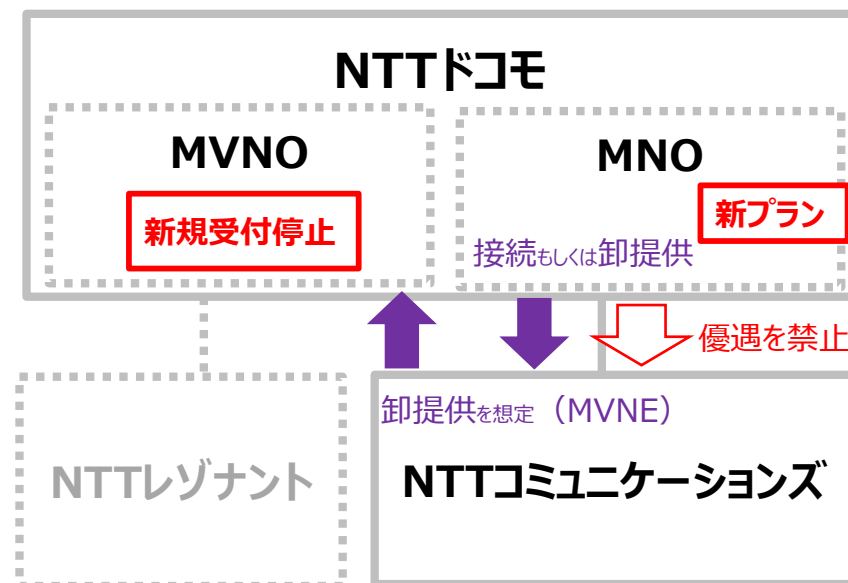 NTTドコモ
MVNO
MNO
新規受付停止
新プラン
接続もしくは卸提供
優遇を禁止
卸提供を想定（MVNE）
NTTレゾナント
NTTコミュニケーションズ